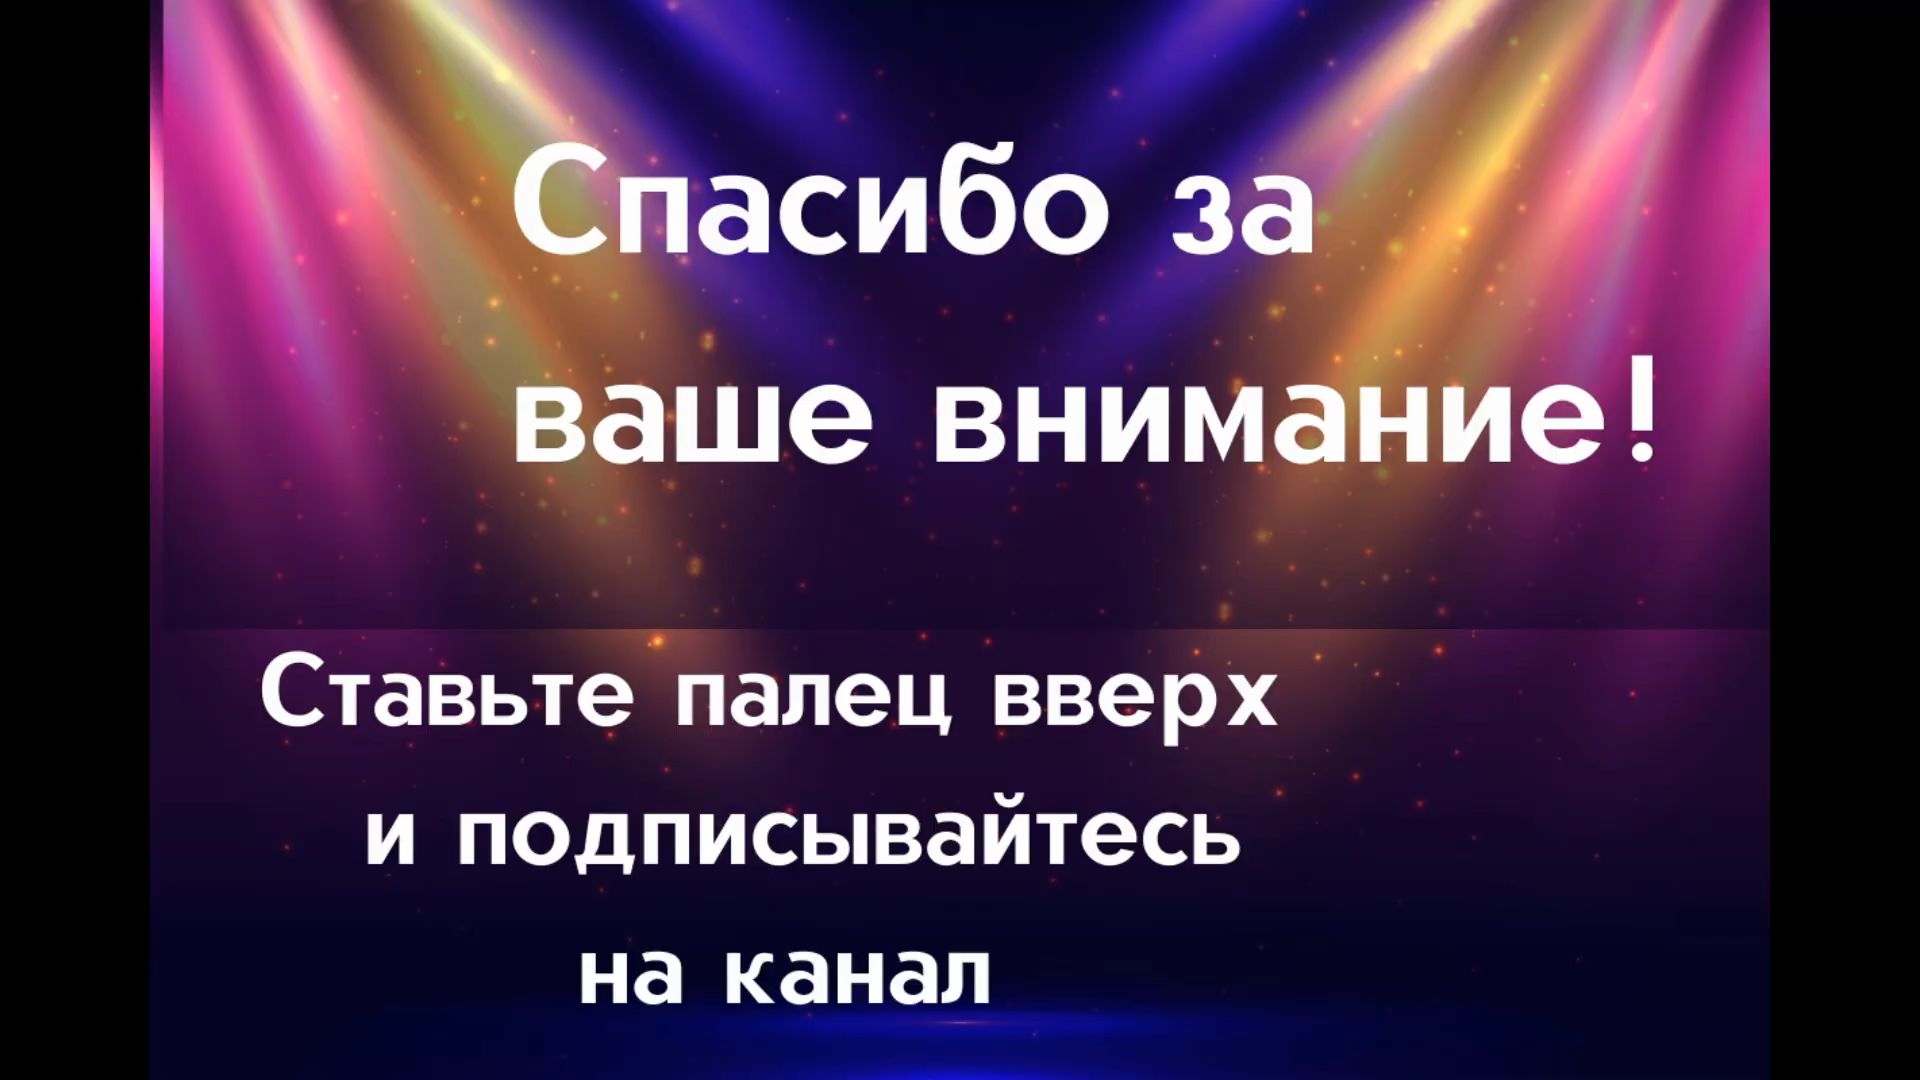 Спасибо за
ваше внимание!
Ставьте палец вверх
и подписывайтесь
на канал